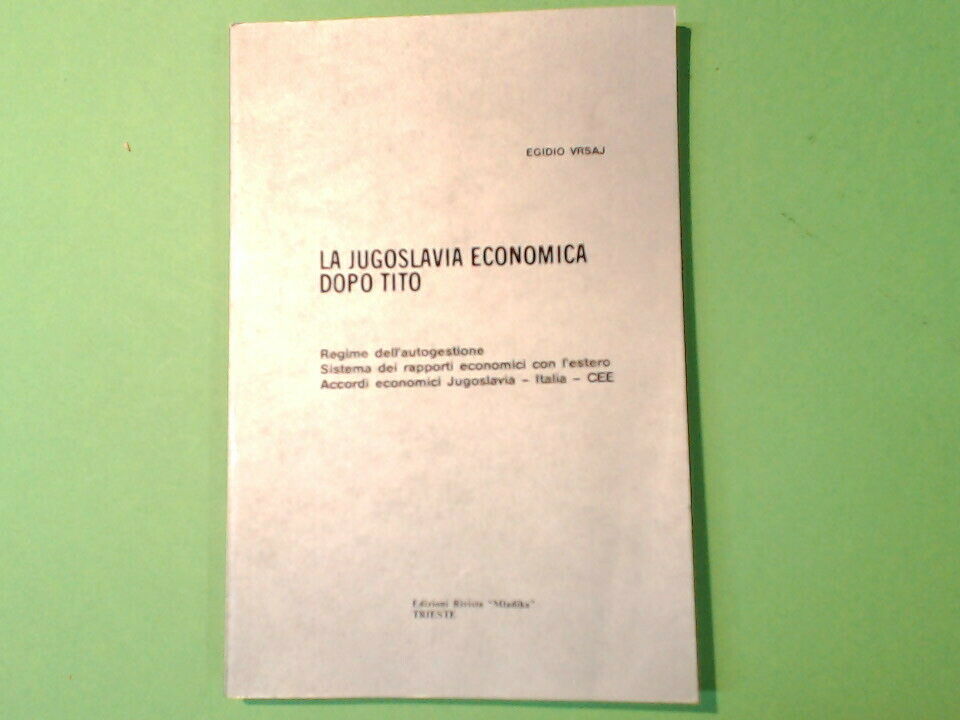 EGIDIO VRSAJ
LA JUGOSLAVIA ECONOMICA
DOPO TITO
Regime dell'autogestione
Sistema dei rapporti economici con l'estero
Accordi economici Jugoslavia – Italia – CEE
Edizioni Rivista "Mladika"
TRIESTE